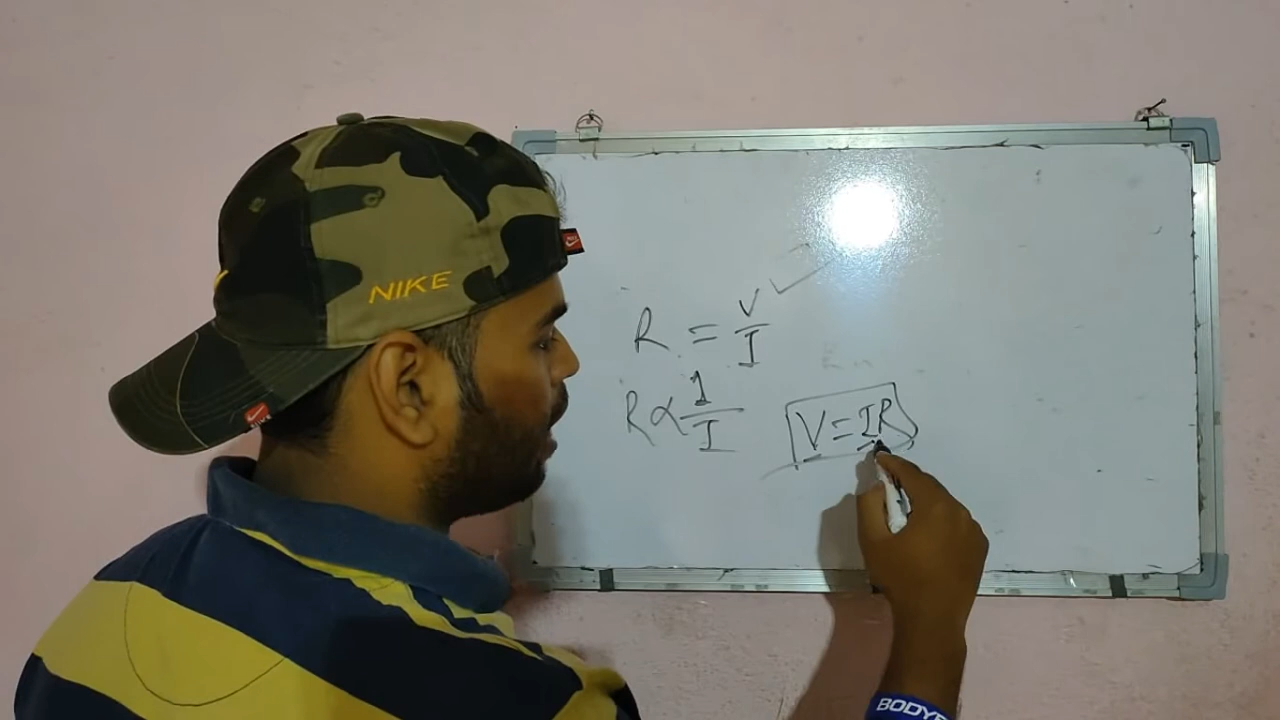 NIKE
R = V/I
R ∝ 1/I
V = IR